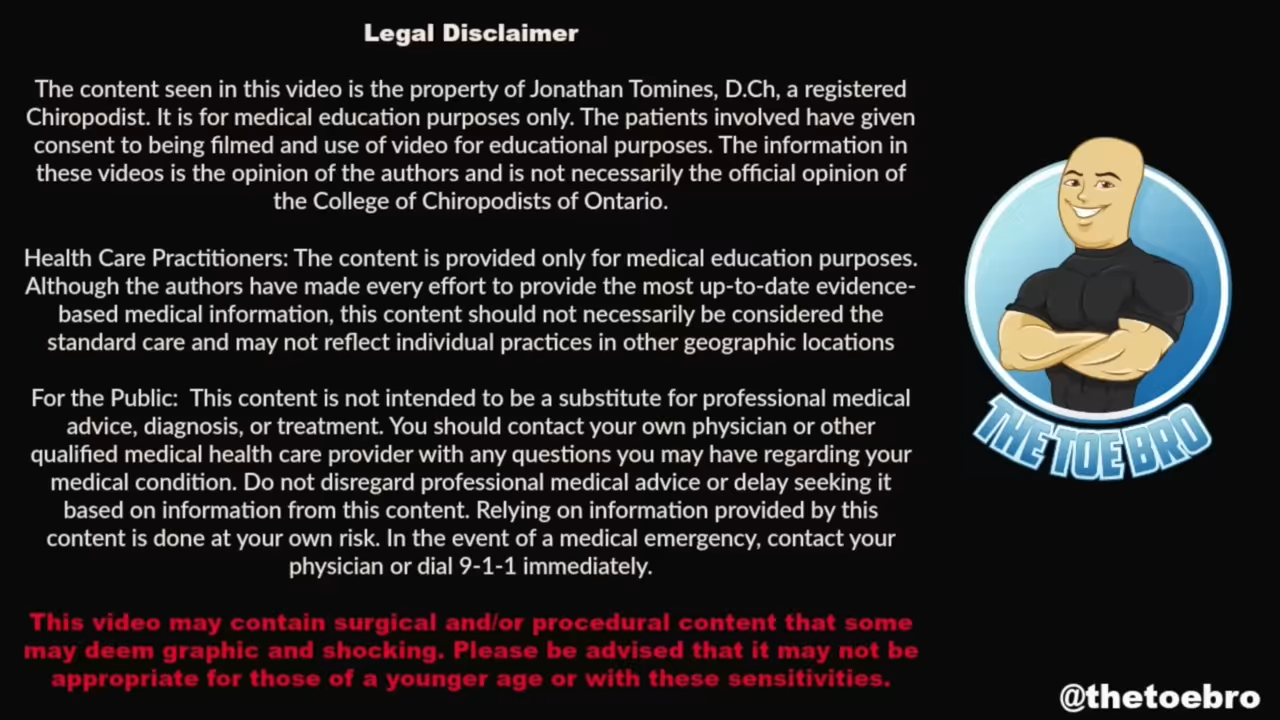 Legal Disclaimer
The content seen in this video is the property of Jonathan Tomines, D.Ch, a registered
Chiropodist. It is for medical education purposes only. The patients involved have given
consent to being filmed and use of video for educational purposes. The information in
these videos is the opinion of the authors and is not necessarily the official opinion of
the College of Chiropodists of Ontario.
Health Care Practitioners: The content is provided only for medical education purposes.
Although the authors have made every effort to provide the most up-to-date evidence-
based medical information, this content should not necessarily be considered the
standard care and may not reflect individual practices in other geographic locations
For the Public:  This content is not intended to be a substitute for professional medical
advice, diagnosis, or treatment. You should contact your own physician or other
qualified medical health care provider with any questions you may have regarding your
medical condition. Do not disregard professional medical advice or delay seeking it
based on information from this content. Relying on information provided by this
content is done at your own risk. In the event of a medical emergency, contact your
physician or dial 9-1-1 immediately.
This video may contain surgical and/or procedural content that some
may deem graphic and shocking. Please be advised that it may not be
appropriate for those of a younger age or with these sensitivities.
THE TOE BRO
@thetoebro